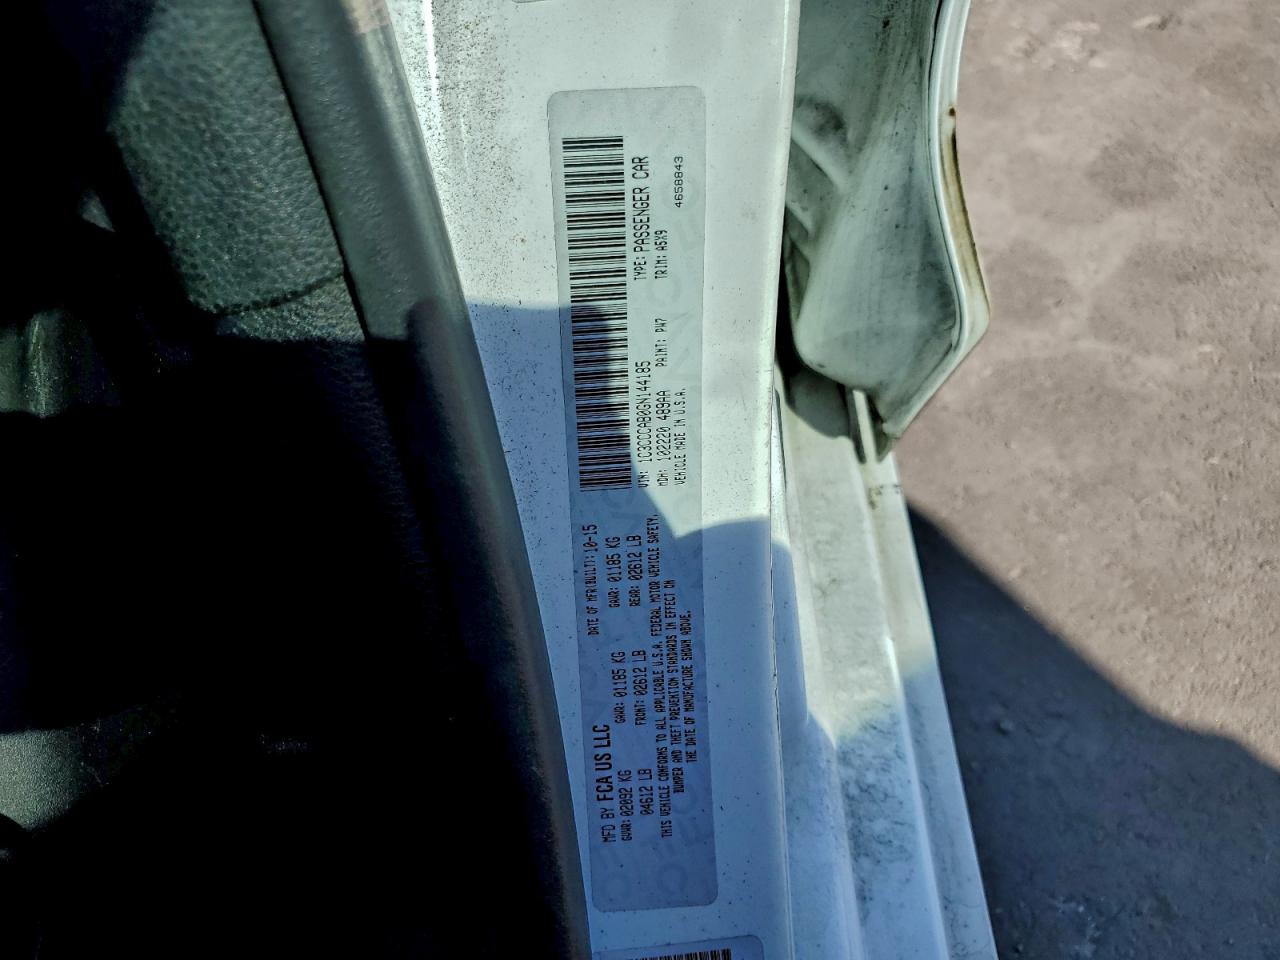 MFD BY FCA US LLC DATE OF MFR(BUILT): 10-15
GVWR: 02092 KG GAWR: 01185 KG GAWR: 01185 KG
04612 LB FRONT: 02612 LB REAR: 02612 LB
THIS VEHICLE CONFORMS TO ALL APPLICABLE U.S.A. FEDERAL MOTOR VEHICLE SAFETY,
BUMPER AND THEFT PREVENTION STANDARDS IN EFFECT ON
THE DATE OF MANUFACTURE SHOWN ABOVE.
VIN: 1C3CCCAB0GN144185 TYPE: PASSENGER CAR
MDH: 102220 489AA PAINT: PW7 TRIM: A5X9
VEHICLE MADE IN U.S.A. 4658843